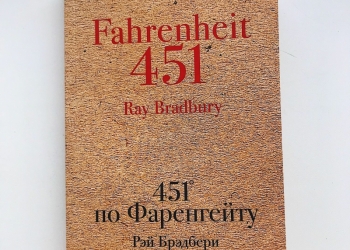 Fahrenheit
451°
Ray Bradbury
451°
по Фаренгейту
Рэй Брэдбери